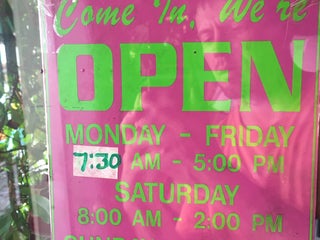 Come In, We're
OPEN
MONDAY - FRIDAY
7:30 AM - 5:00 PM
SATURDAY
8:00 AM - 2:00 PM